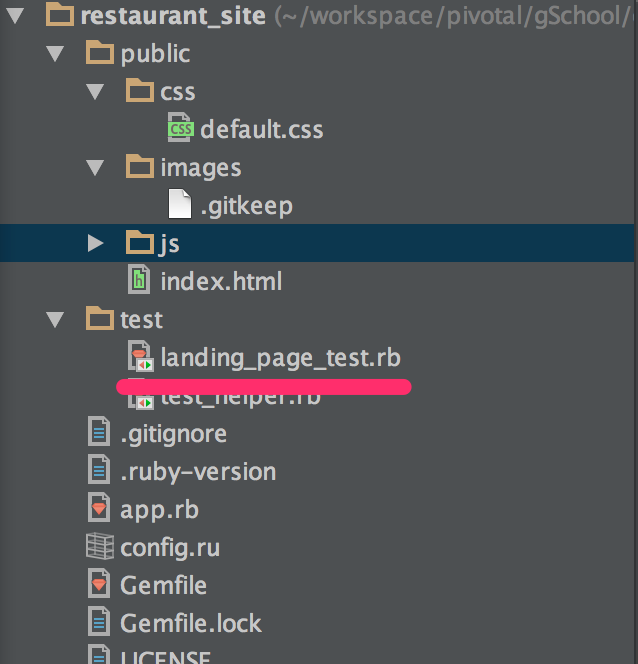 restaurant_site (~/workspace/pivotal/gSchool/
public
css
CSS default.css
images
.gitkeep
js
h index.html
test
landing_page_test.rb
test_helper.rb
.gitignore
.ruby-version
app.rb
config.ru
Gemfile
Gemfile.lock
LICENSE